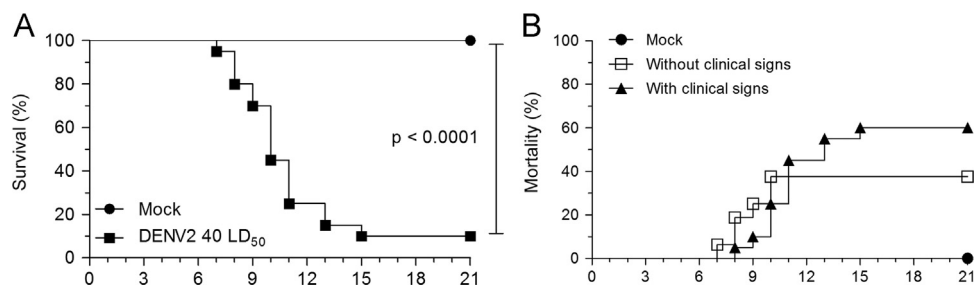 A
Survival (%)
100
80
60
40
20
0
p < 0.0001
Mock
DENV2 40 LD50
0 3 6 9 12 15 18 21
B
Mortality (%)
100
80
60
40
20
0
Mock
Without clinical signs
With clinical signs
0 3 6 9 12 15 18 21